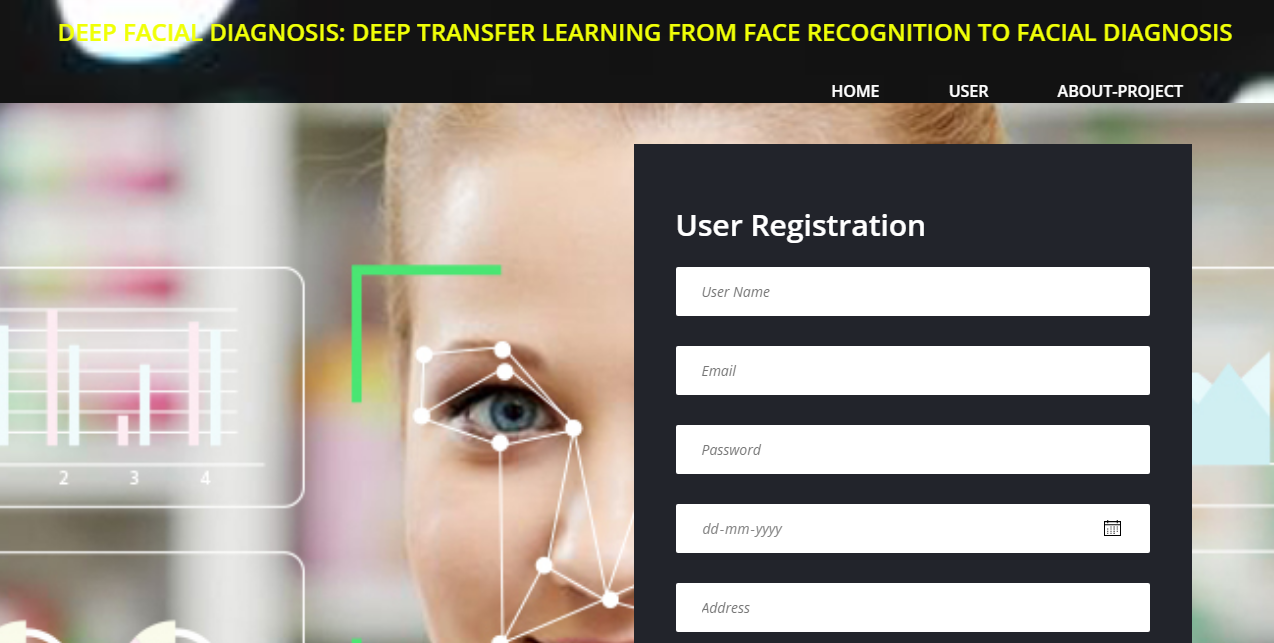 DEEP FACIAL DIAGNOSIS: DEEP TRANSFER LEARNING FROM FACE RECOGNITION TO FACIAL DIAGNOSIS
HOME USER ABOUT-PROJECT
User Registration
User Name
Email
Password
dd-mm-yyyy
Address
2 3 4